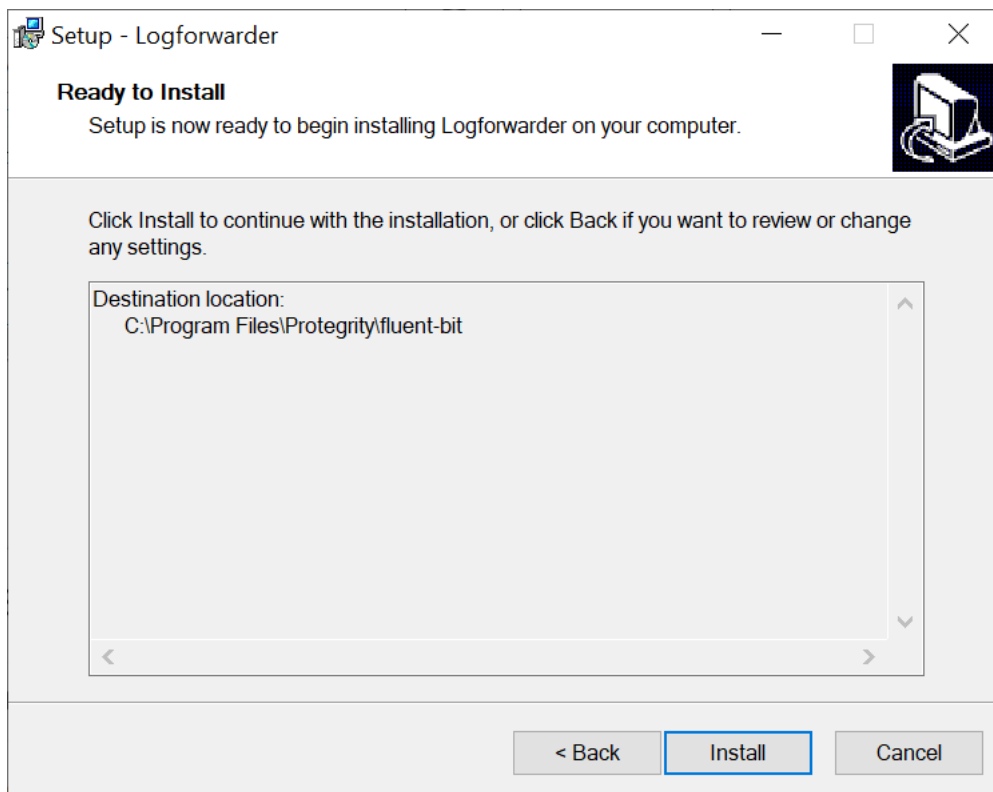 Setup - Logforwarder
Ready to Install
Setup is now ready to begin installing Logforwarder on your computer.
Click Install to continue with the installation, or click Back if you want to review or change
any settings.
Destination location:
C:\Program Files\Protegrity\fluent-bit
< Back
Install
Cancel